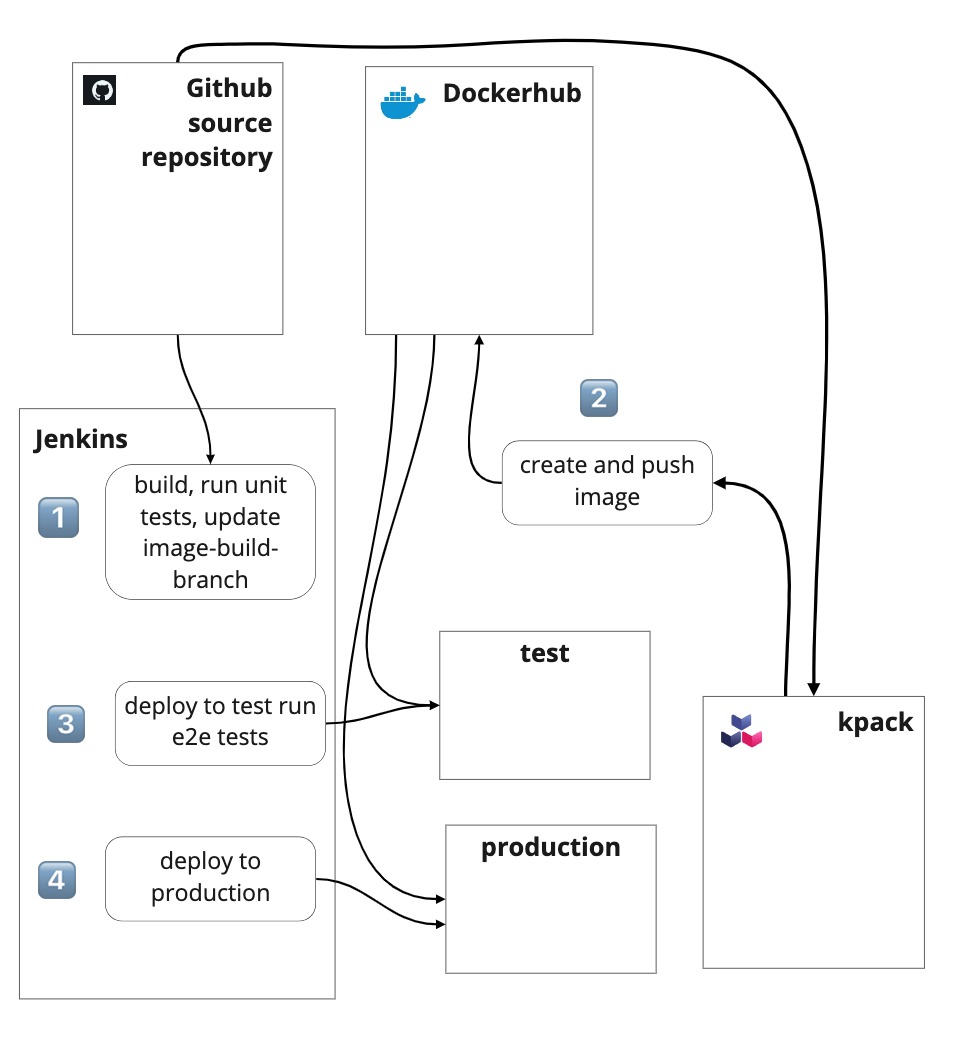 Github
source
repository
Dockerhub
2
create and push
image
Jenkins
1
build, run unit
tests, update
image-build-
branch
3
deploy to test run
e2e tests
test
kpack
4
deploy to
production
production